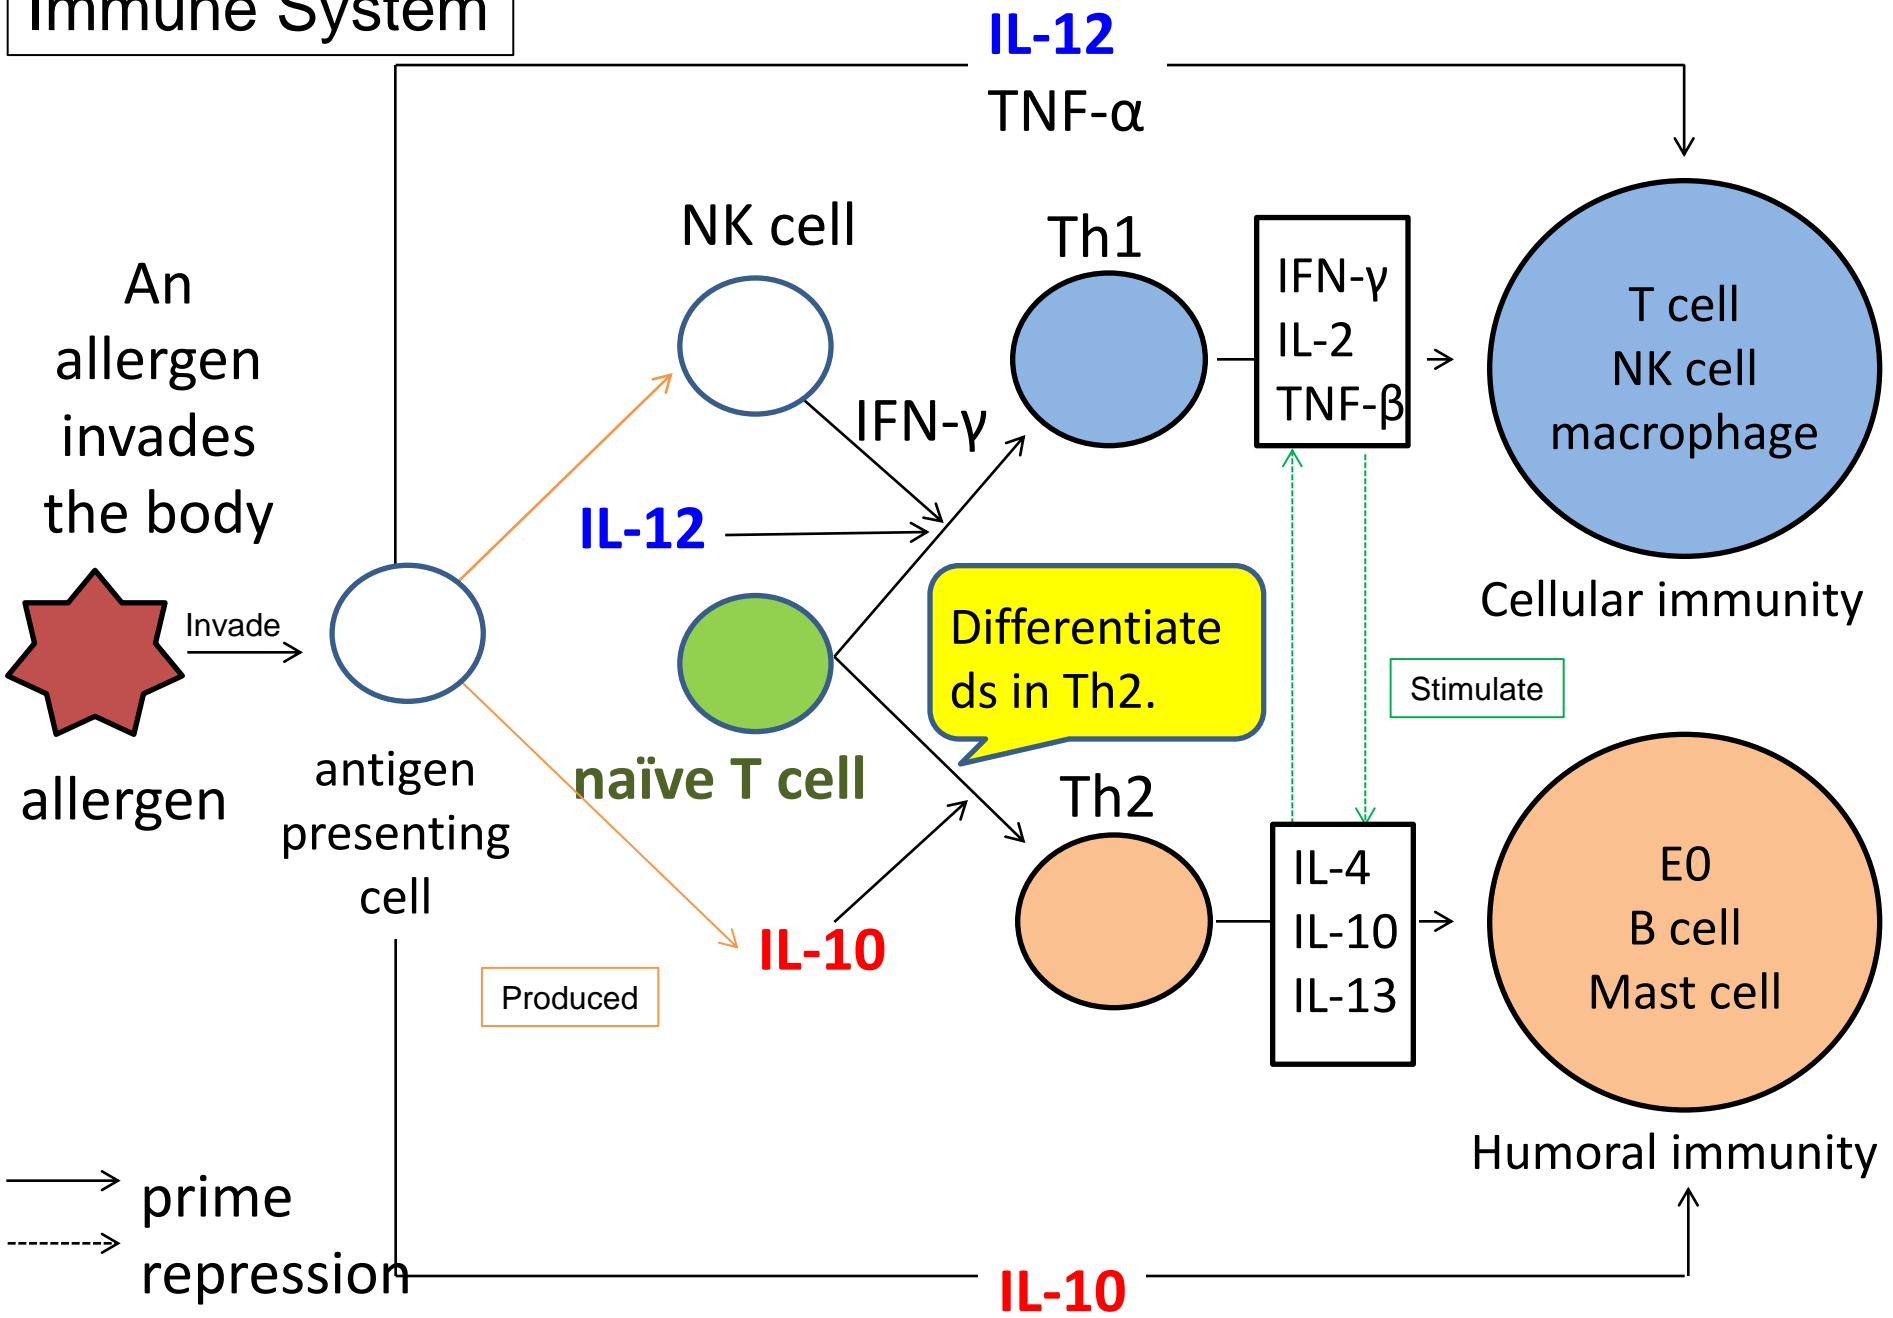 Immune System
IL-12
TNF-α
NK cell
Th1
An
allergen
invades
the body
IFN-γ
IL-2
TNF-β
T cell
NK cell
macrophage
IFN-γ
IL-12
Cellular immunity
Invade
Differentiate
ds in Th2.
Stimulate
allergen
antigen
presenting
cell
naïve T cell
Th2
IL-4
IL-10
IL-13
E0
B cell
Mast cell
IL-10
Produced
Humoral immunity
prime
repression
IL-10